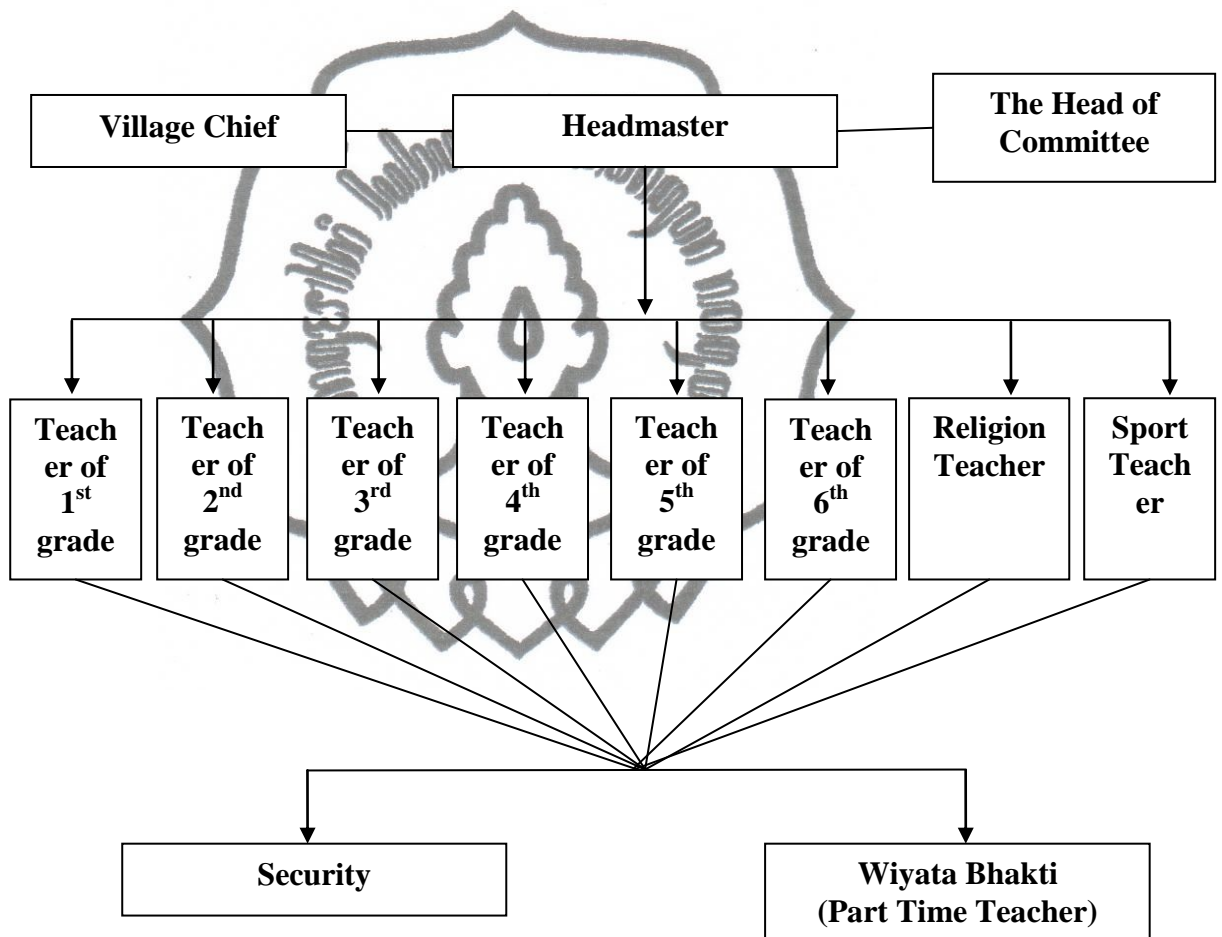 Village Chief
Headmaster
The Head of
Committee
Teach
er of
1st
grade
Teach
er of
2nd
grade
Teach
er of
3rd
grade
Teach
er of
4th
grade
Teach
er of
5th
grade
Teach
er of
6th
grade
Religion
Teacher
Sport
Teach
er
Security
Wiyata Bhakti
(Part Time Teacher)